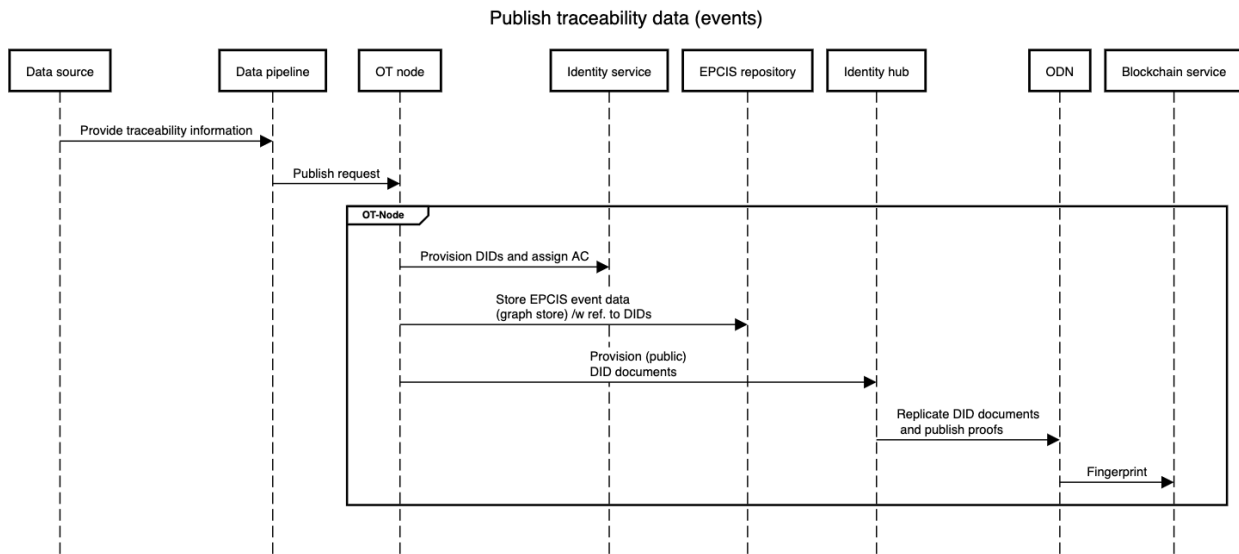 Publish traceability data (events)
Data source
Data pipeline
OT node
Identity service
EPCIS repository
Identity hub
ODN
Blockchain service
Provide traceability information
Publish request
OT-Node
Provision DIDs and assign AC
Store EPCIS event data
(graph store) /w ref. to DIDs
Provision (public)
DID documents
Replicate DID documents
and publish proofs
Fingerprint